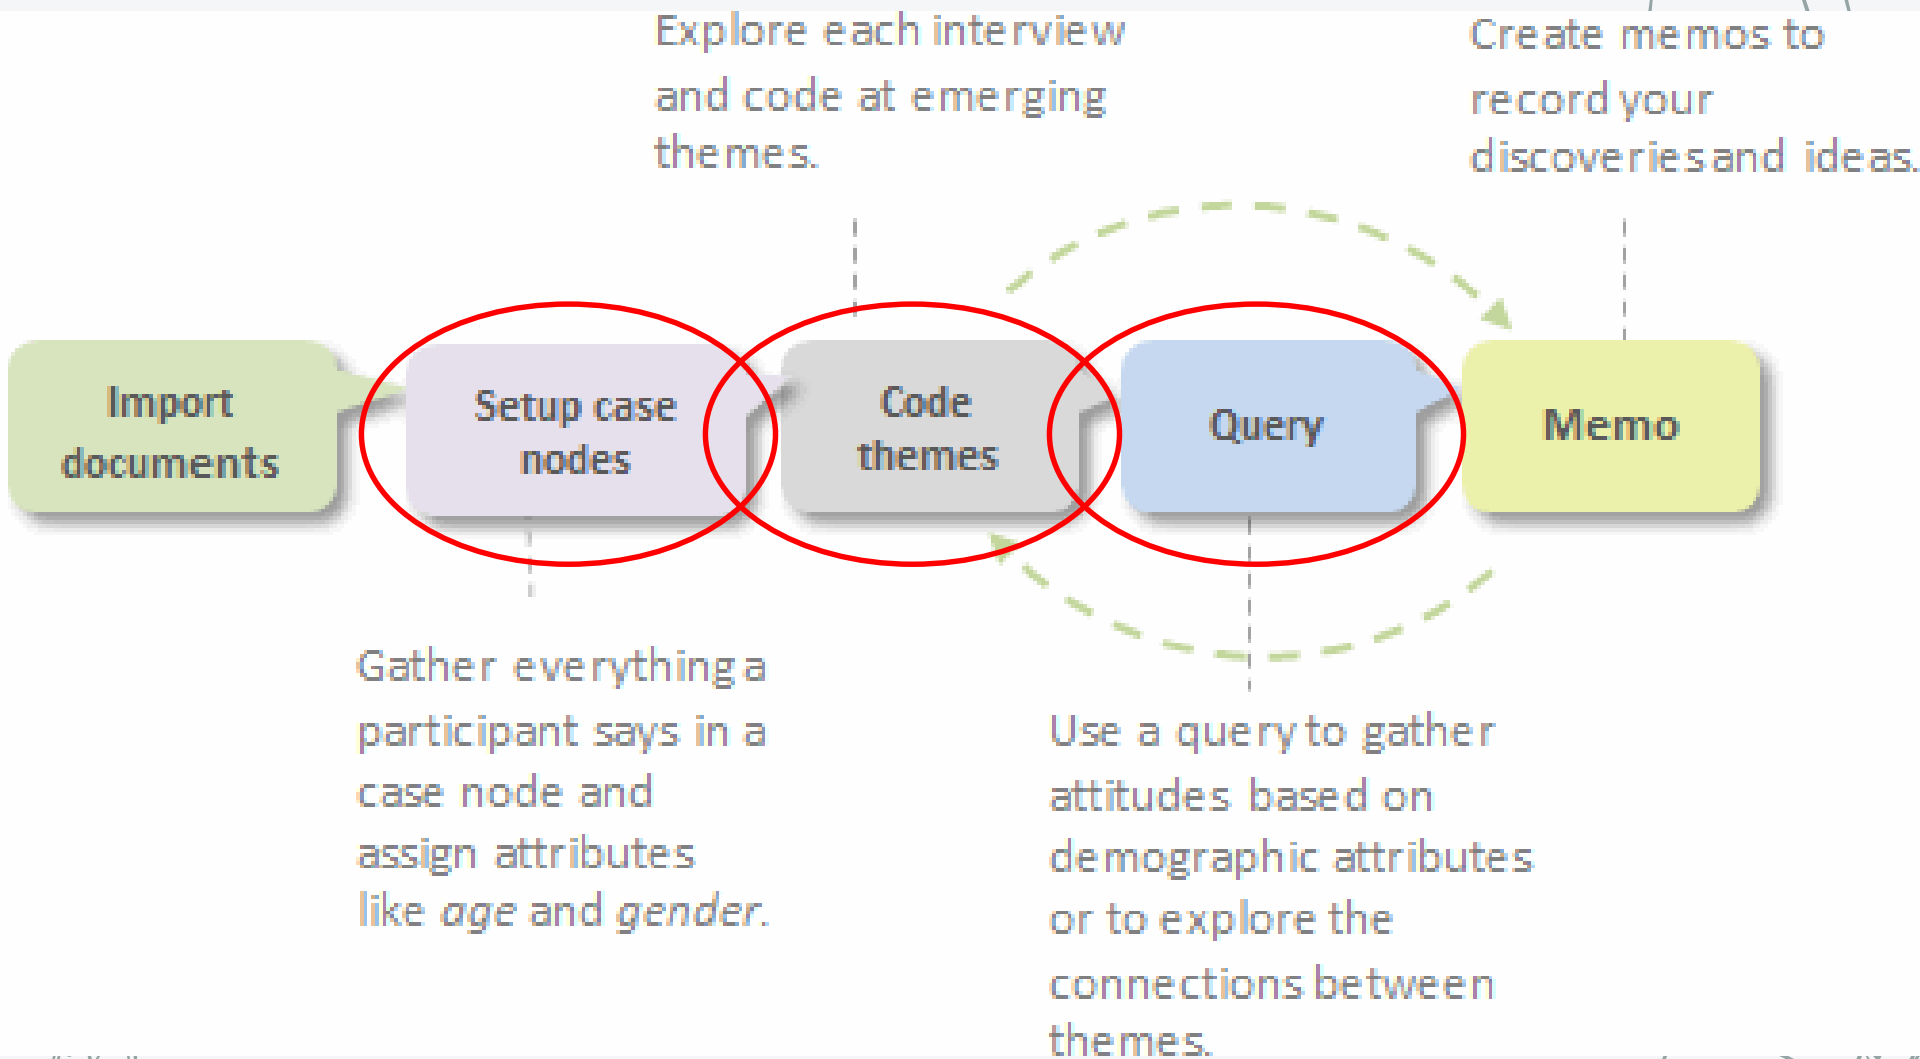 Explore each interview
and code at emerging
themes.
Create memos to
record your
discoveries and ideas.
Import
documents
Setup case
nodes
Code
themes
Query
Memo
Gather everything a
participant says in a
case node and
assign attributes
like age and gender.
Use a query to gather
attitudes based on
demographic attributes
or to explore the
connections between
themes.